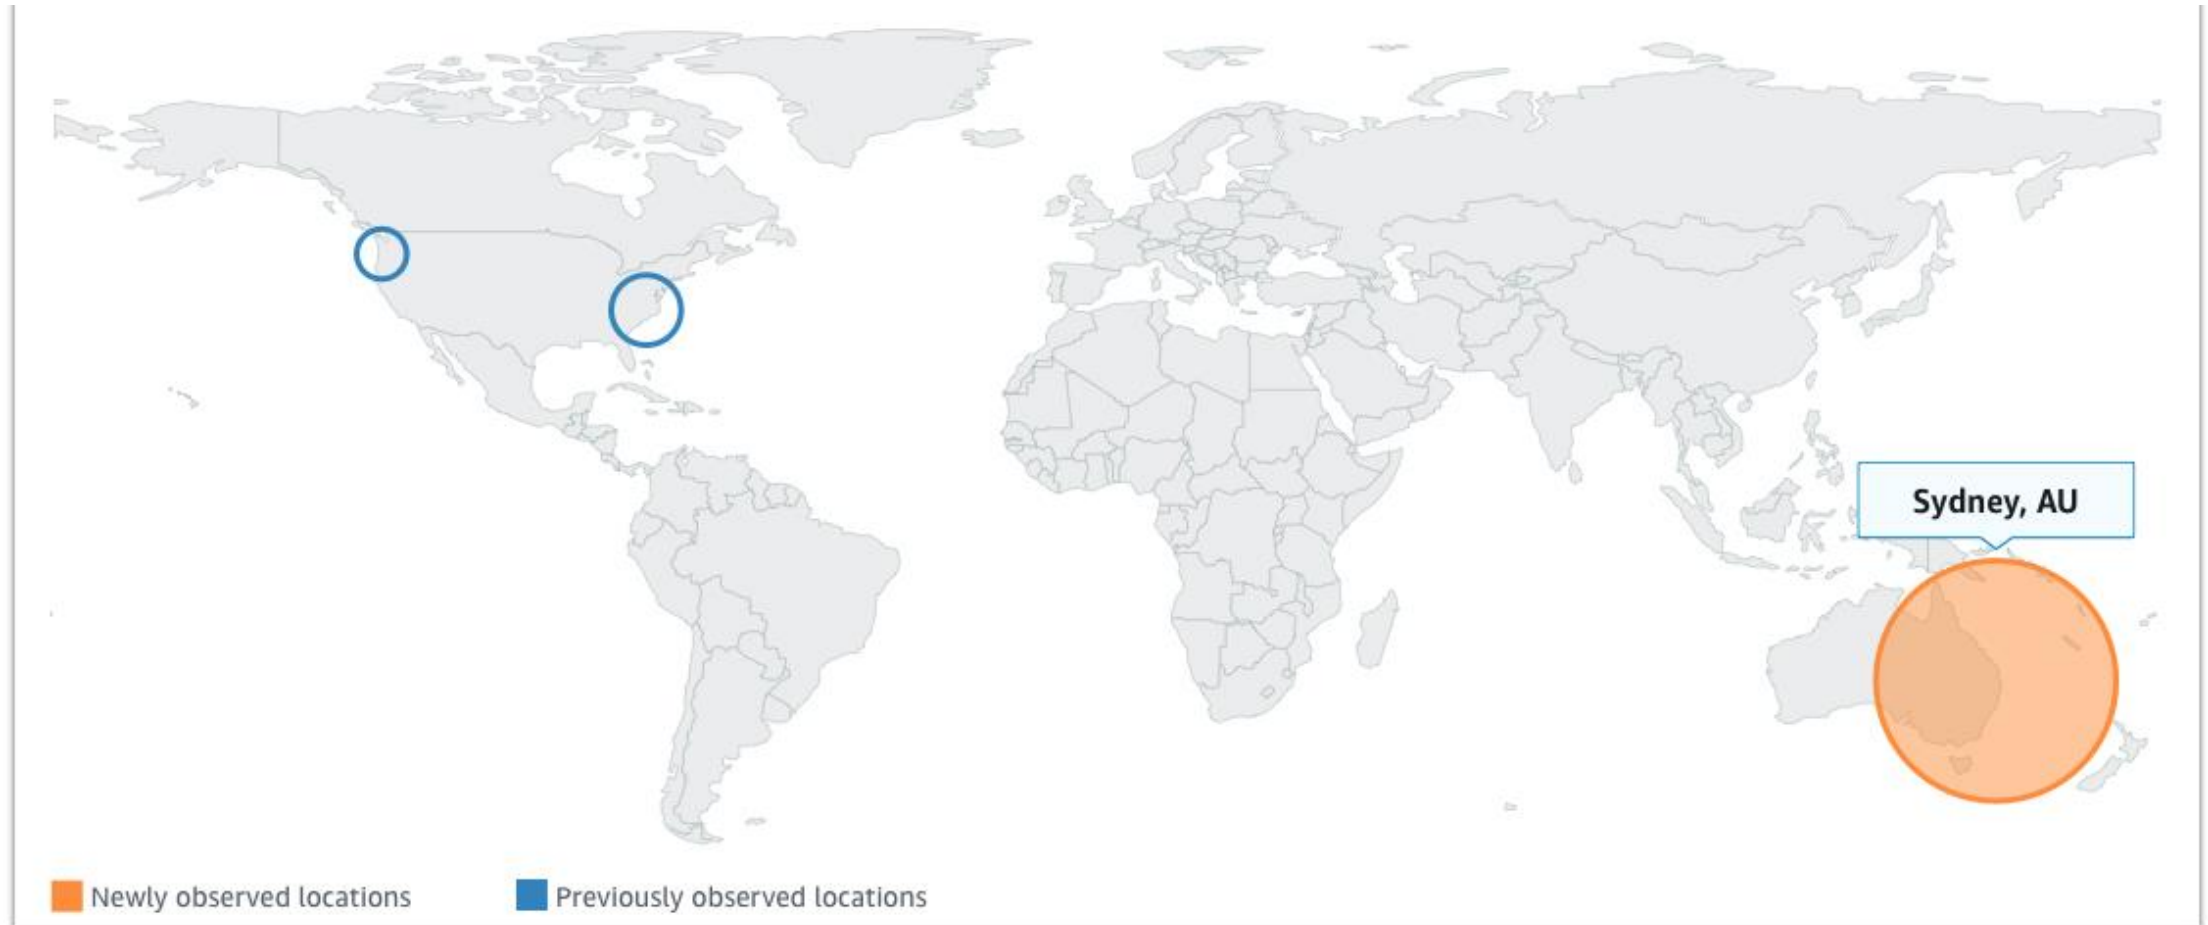 Sydney, AU
Newly observed locations
Previously observed locations